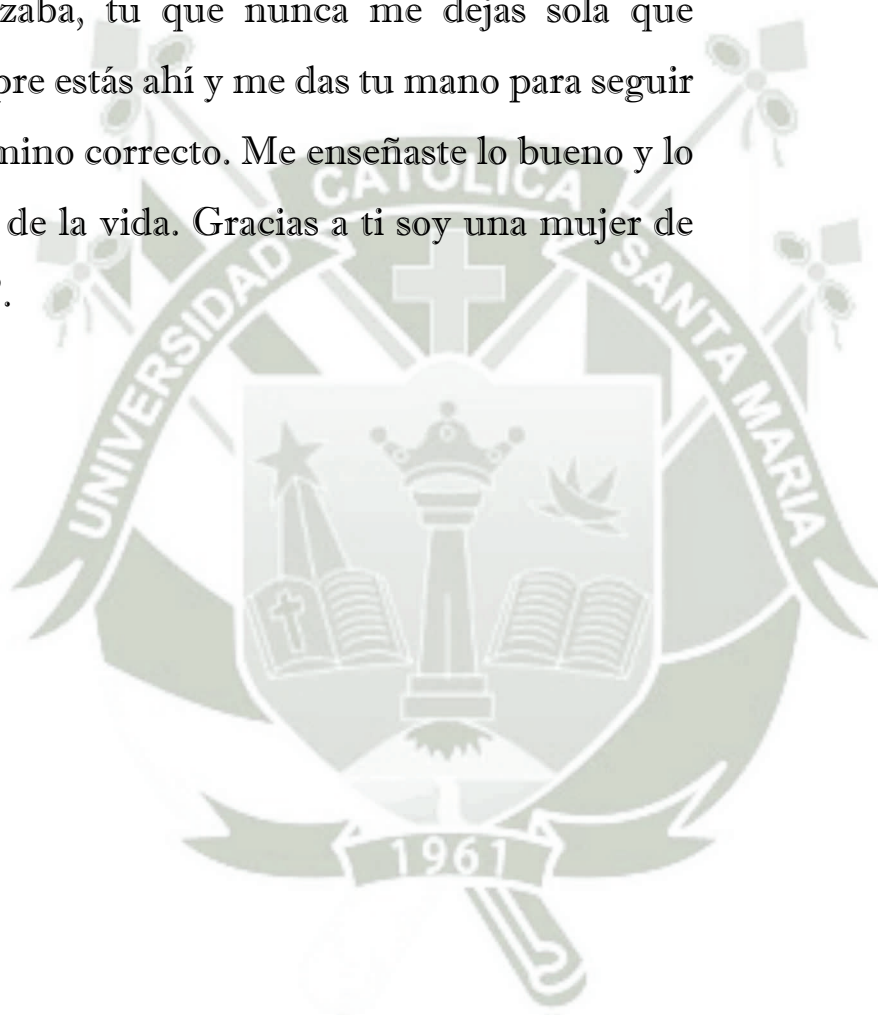 zaba, tu que nunca me dejas sola que
pre estás ahí y me das tu mano para seguir
mino correcto. Me enseñaste lo bueno y lo
de la vida. Gracias a ti soy una mujer de
.
CATOLICA
UNIVERSIDAD
SANTA MARIA
1961